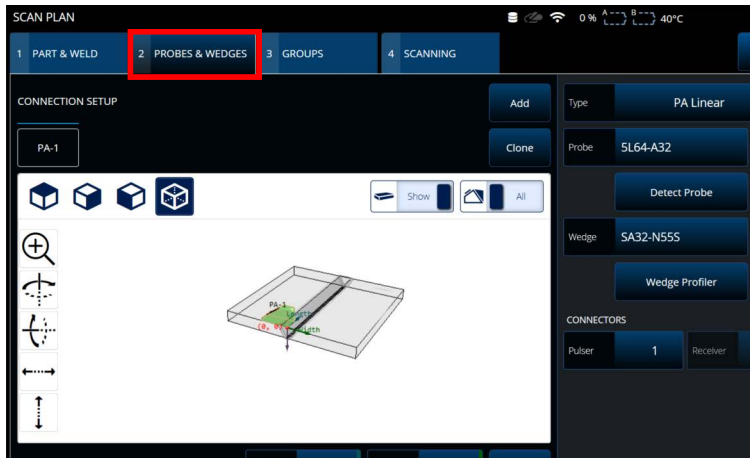 SCAN PLAN
0 % A B 40°C
1 PART & WELD 2 PROBES & WEDGES 3 GROUPS 4 SCANNING
CONNECTION SETUP Add
PA-1 Clone
Show All
PA-1
Length
(0, 0) Width
Type PA Linear
Probe 5L64-A32
Detect Probe
Wedge SA32-N55S
Wedge Profiler
CONNECTORS
Pulser 1 Receiver